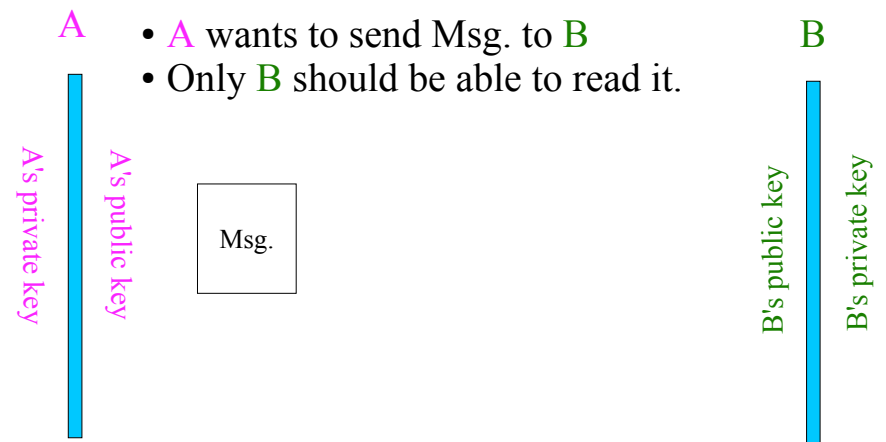 A
• A wants to send Msg. to B
B
• Only B should be able to read it.
A's private key
A's public key
Msg.
B's public key
B's private key